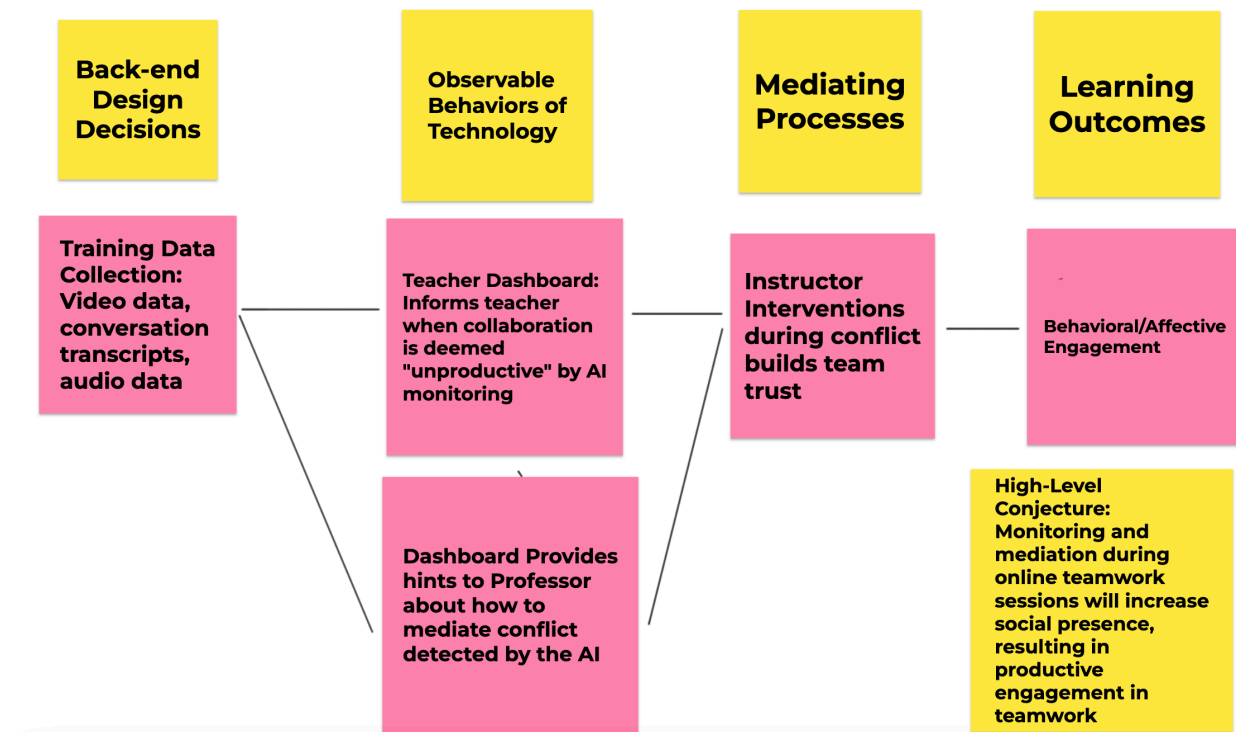 Back-end
Design
Decisions
Observable
Behaviors of
Technology
Mediating
Processes
Learning
Outcomes
Training Data
Collection:
Video data,
conversation
transcripts,
audio data
Teacher Dashboard:
Informs teacher
when collaboration
is deemed
"unproductive" by AI
monitoring
Instructor
Interventions
during conflict
builds team
trust
Behavioral/Affective
Engagement
Dashboard Provides
hints to Professor
about how to
mediate conflict
detected by the AI
High-Level
Conjecture:
Monitoring and
mediation during
online teamwork
sessions will increase
social presence,
resulting in
productive
engagement in
teamwork